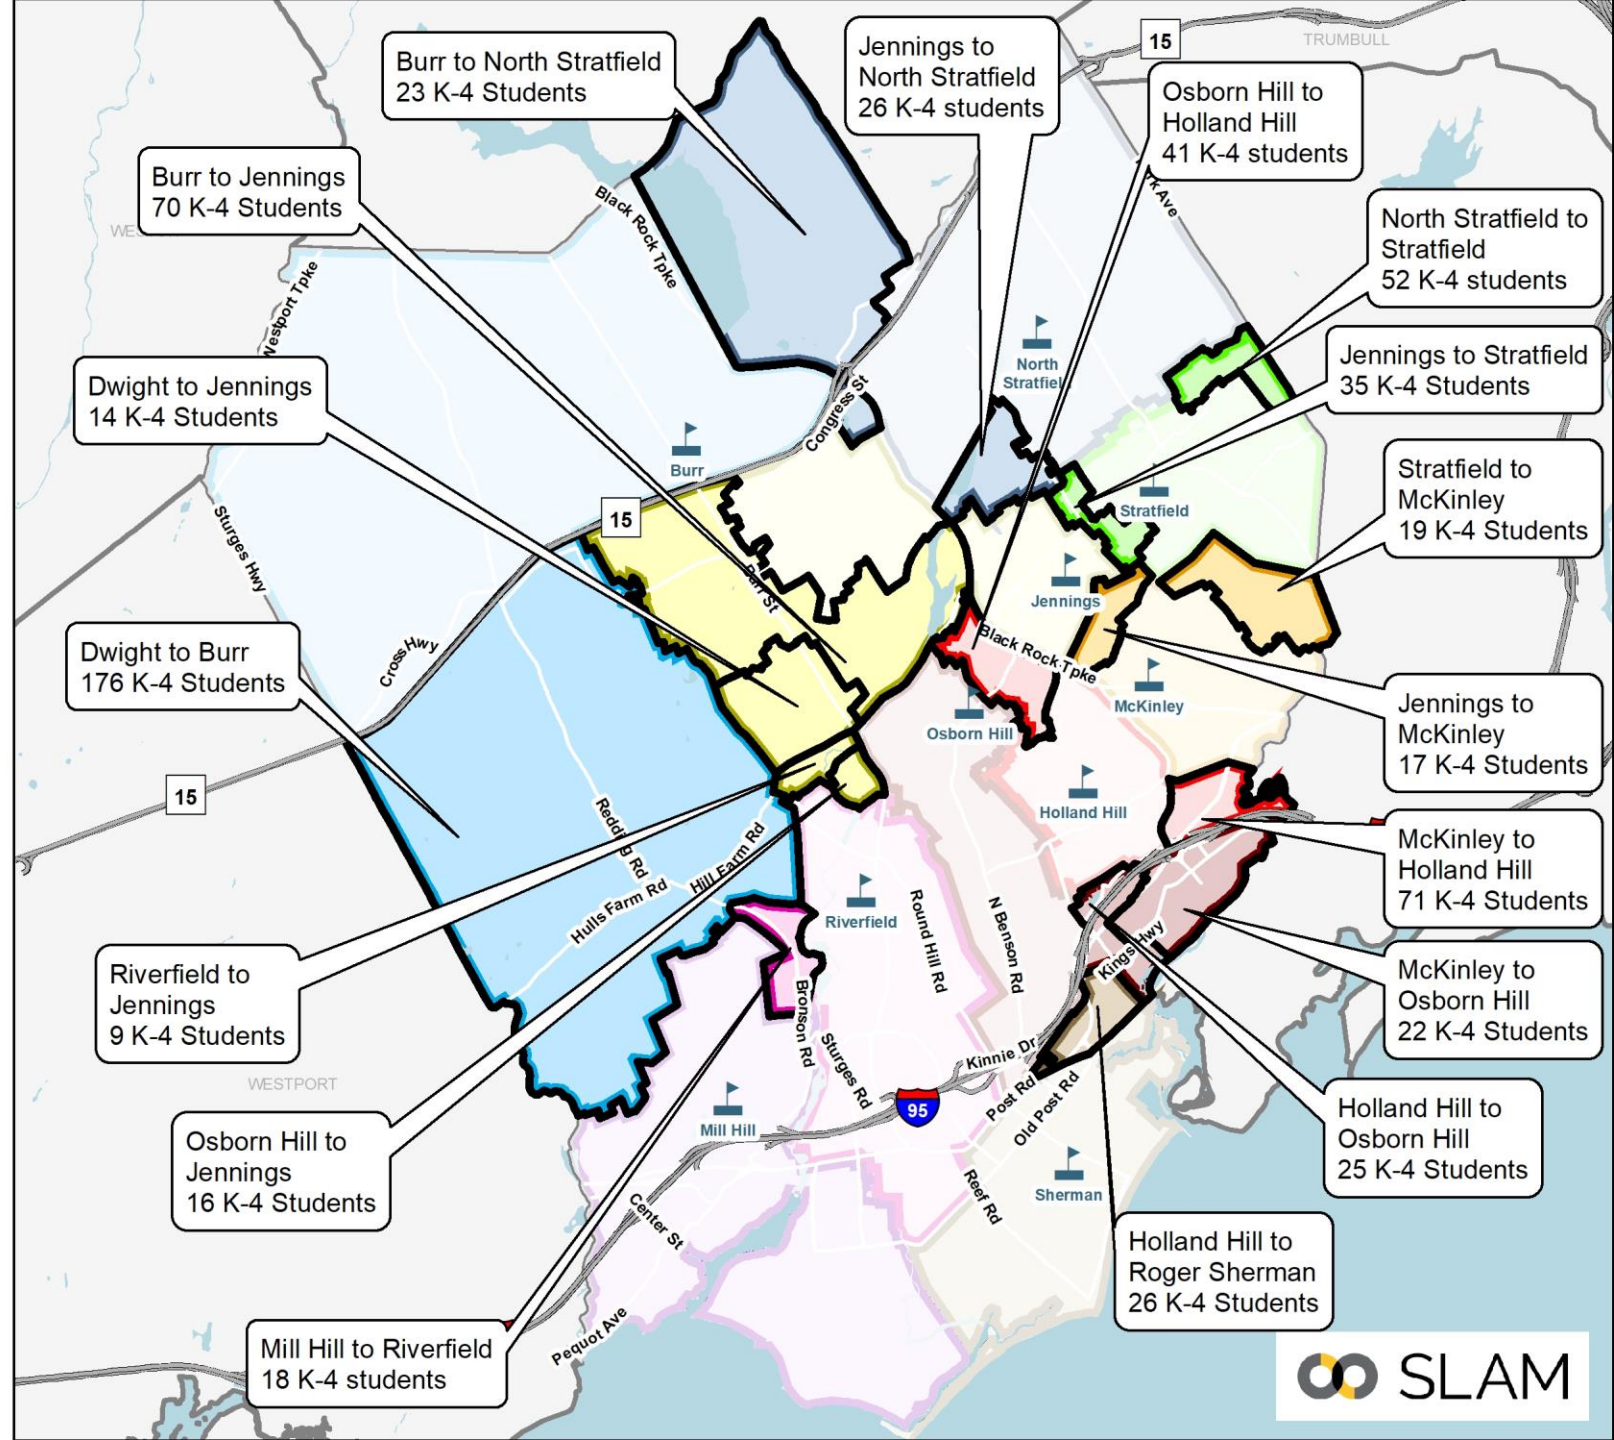 Burr to North Stratfield
23 K-4 Students
Jennings to
North Stratfield
26 K-4 students
15
TRUMBULL
Osborn Hill to
Holland Hill
41 K-4 students
Burr to Jennings
70 K-4 Students
North Stratfield to
Stratfield
52 K-4 students
Black Rock Tpke
Westport Tpke
North
Stratfield
Jennings to Stratfield
35 K-4 Students
Dwight to Jennings
14 K-4 Students
Congress St
Burr
Stratfield to
McKinley
19 K-4 Students
15
Stratfield
Sturges Hwy
Burr St
Jennings
Black Rock Tpke
Cross Hwy
Dwight to Burr
176 K-4 Students
McKinley
Osborn Hill
Jennings to
McKinley
17 K-4 Students
15
Holland Hill
Redding Rd
Hill Farm Rd
Hulls Farm Rd
McKinley to
Holland Hill
71 K-4 Students
Riverfield
Round Hill Rd
N Benson Rd
Kings Hwy
McKinley to
Osborn Hill
22 K-4 Students
Riverfield to
Jennings
9 K-4 Students
Bronson Rd
Sturges Rd
Kinnie Dr
WESTPORT
Post Rd
Old Post Rd
95
Mill Hill
Holland Hill to
Osborn Hill
25 K-4 Students
Osborn Hill to
Jennings
16 K-4 Students
Sherman
Reef Rd
Center St
Holland Hill to
Roger Sherman
26 K-4 Students
Pequot Ave
Mill Hill to Riverfield
18 K-4 students
SLAM